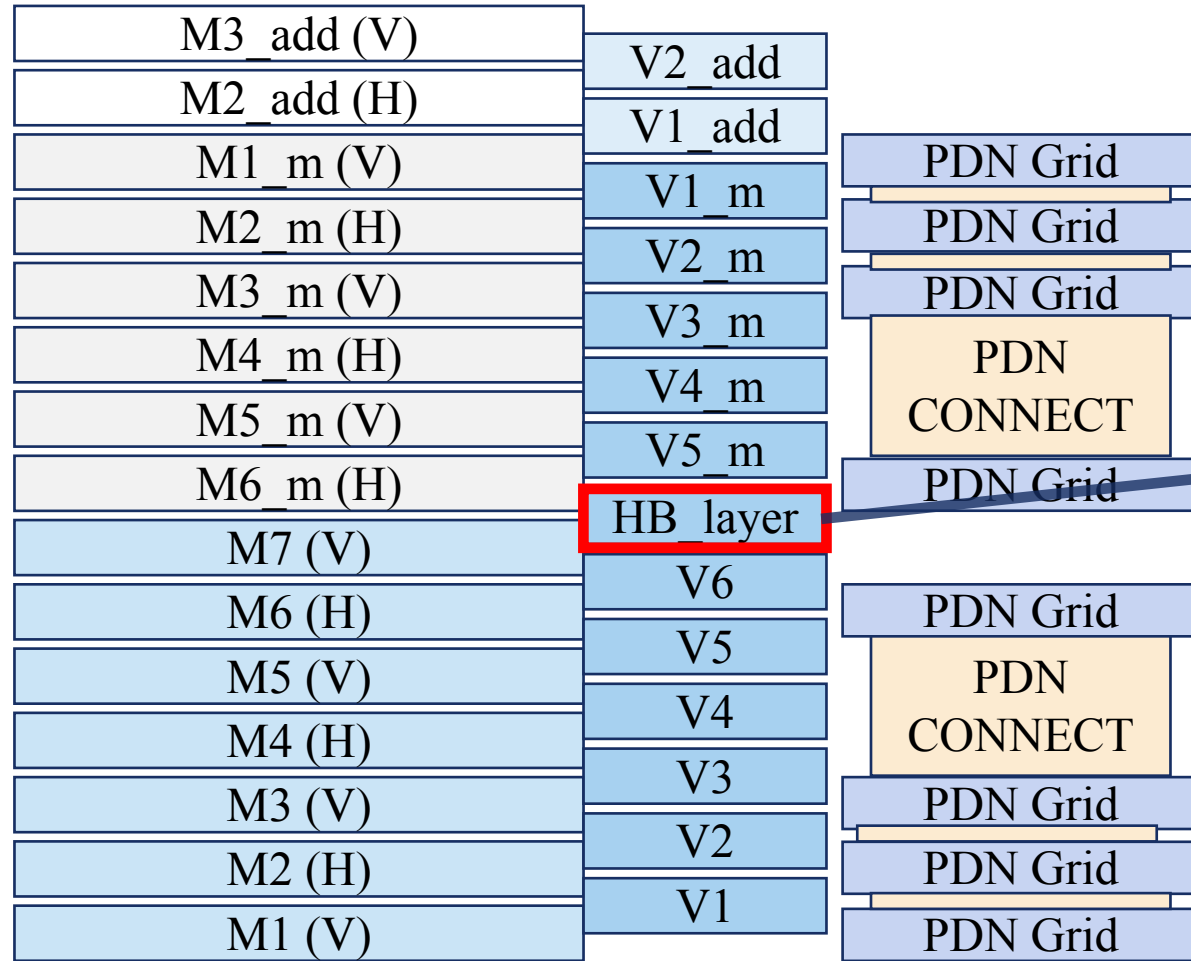 M3_add (V)
M2_add (H)
M1_m (V)
M2_m (H)
M3_m (V)
M4_m (H)
M5_m (V)
M6_m (H)
M7 (V)
M6 (H)
M5 (V)
M4 (H)
M3 (V)
M2 (H)
M1 (V)
V2_add
V1_add
V1_m
V2_m
V3_m
V4_m
V5_m
HB_layer
V6
V5
V4
V3
V2
V1
PDN Grid
PDN Grid
PDN Grid
PDN
CONNECT
PDN Grid
PDN Grid
PDN
CONNECT
PDN Grid
PDN Grid
PDN Grid